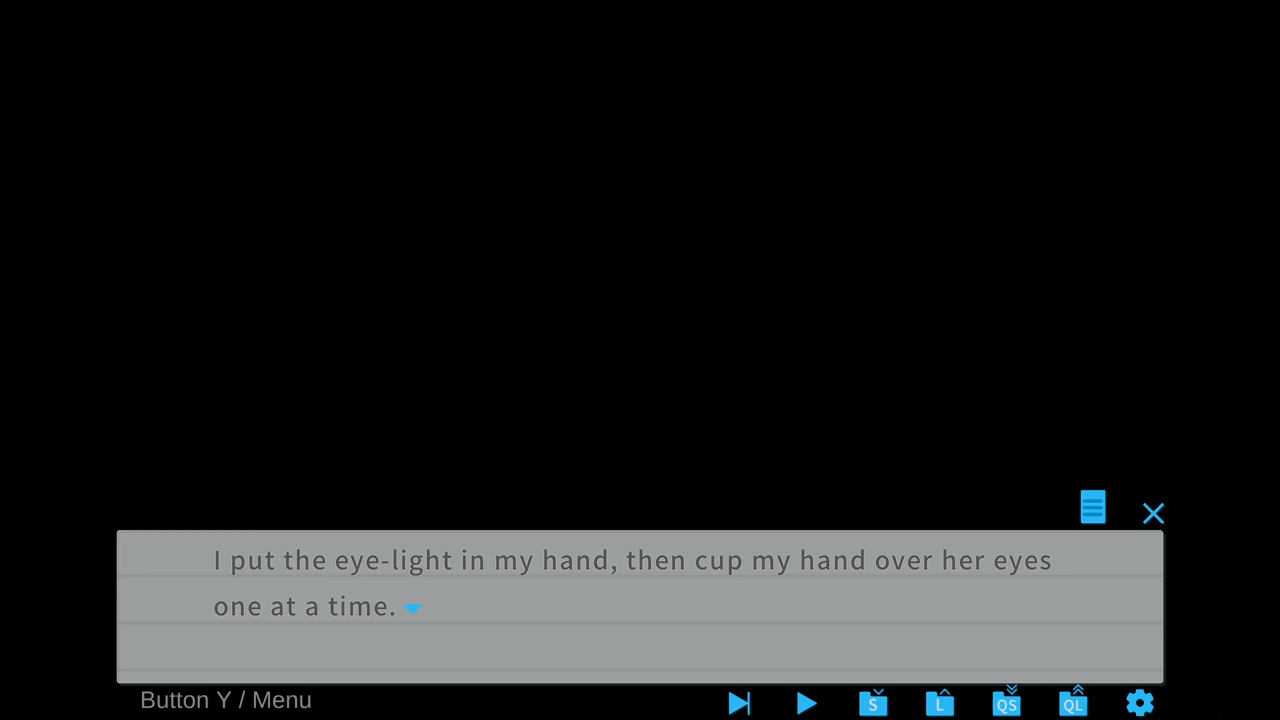 I put the eye-light in my hand, then cup my hand over her eyes
one at a time.
Button Y / Menu
S
L
QS
QL